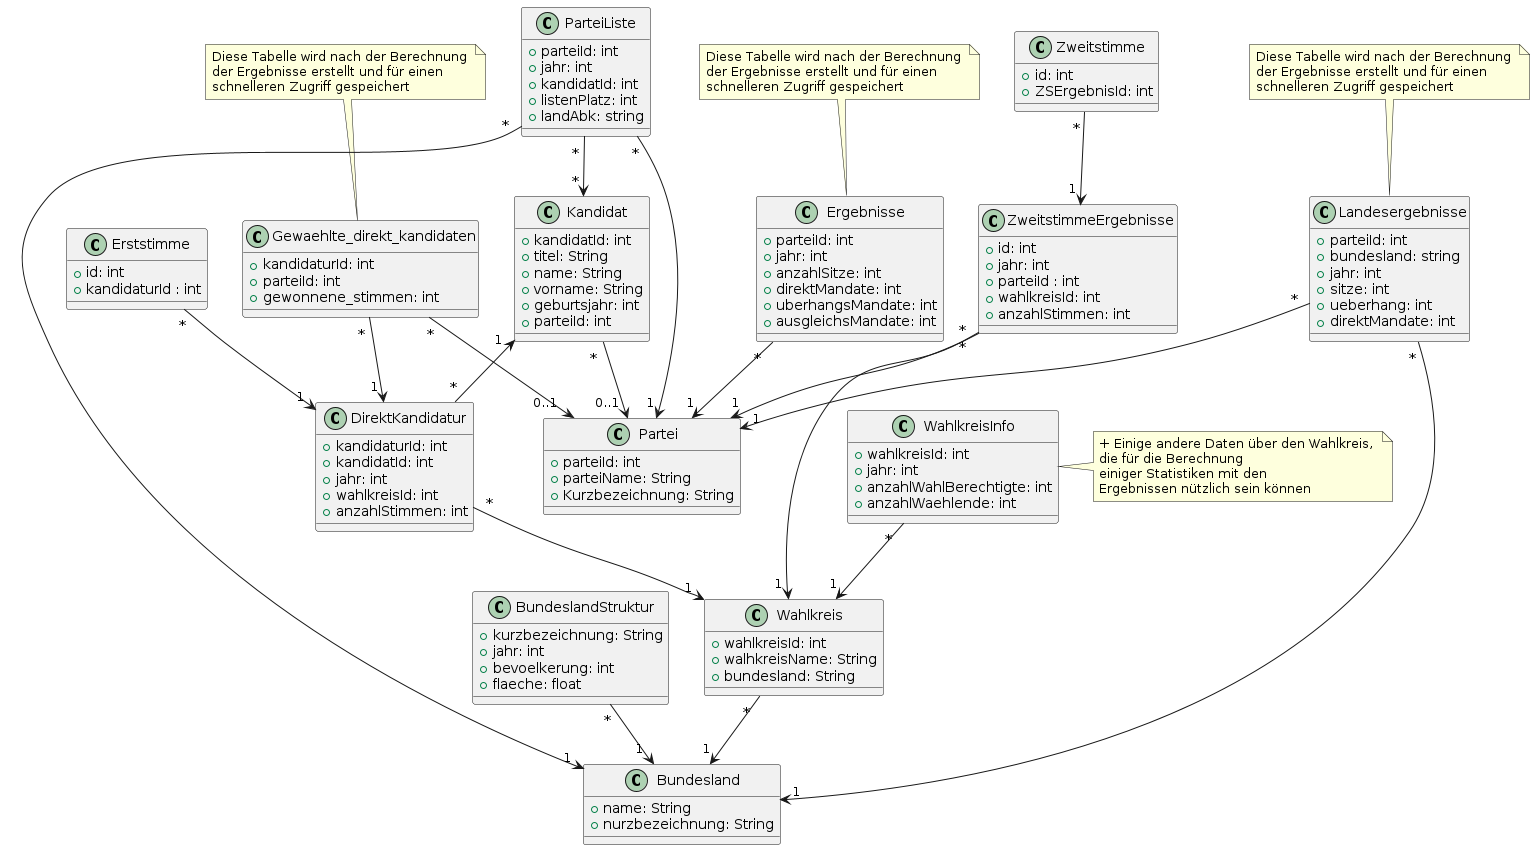 ParteiListe
+ parteiId: int
+ jahr: int
+ kandidatId: int
+ listenPlatz: int
+ landAbk: string
Diese Tabelle wird nach der Berechnung
der Ergebnisse erstellt und für einen
schnelleren Zugriff gespeichert
Diese Tabelle wird nach der Berechnung
der Ergebnisse erstellt und für einen
schnelleren Zugriff gespeichert
Zweitstimme
id: int
ZSErgebnisId: int
Diese Tabelle wird nach der Berechnung
der Ergebnisse erstellt und für einen
schnelleren Zugriff gespeichert
* * * * 1
*
Erststimme
id: int
kandidaturId : int
Gewaehlte_direkt_kandidaten
kandidaturId: int
parteiId: int
gewonnene_stimmen: int
Kandidat
kandidatId: int
titel: String
name: String
vorname: String
geburtsjahr: int
parteiId: int
Ergebnisse
parteiId: int
jahr: int
anzahlSitze: int
direktMandate: int
uberhangsMandate: int
ausgleichsMandate: int
ZweitstimmeErgebnisse
id: int
jahr: int
parteiId : int
wahlkreisId: int
anzahlStimmen: int
Landesergebnisse
parteiId: int
bundesland: string
jahr: int
sitze: int
ueberhang: int
direktMandate: int
* * * 1 * * * * * *
1 1 * 0..1 0..1 1 1 1 1
DirektKandidatur
kandidaturId: int
kandidatId: int
jahr: int
wahlkreisId: int
anzahlStimmen: int
Partei
parteiId: int
parteiName: String
Kurzbezeichnung: String
WahlkreisInfo
wahlkreisId: int
jahr: int
anzahlWahlBerechtigte: int
anzahlWaehlende: int
+ Einige andere Daten über den Wahlkreis,
die für die Berechnung
einiger Statistiken mit den
Ergebnissen nützlich sein können
* *
1 1 1
BundeslandStruktur
kurzbezeichnung: String
jahr: int
bevoelkerung: int
flaeche: float
Wahlkreis
wahlkreisId: int
walhkreisName: String
bundesland: String
* *
1 1 1 1
Bundesland
name: String
nurzbezeichnung: String